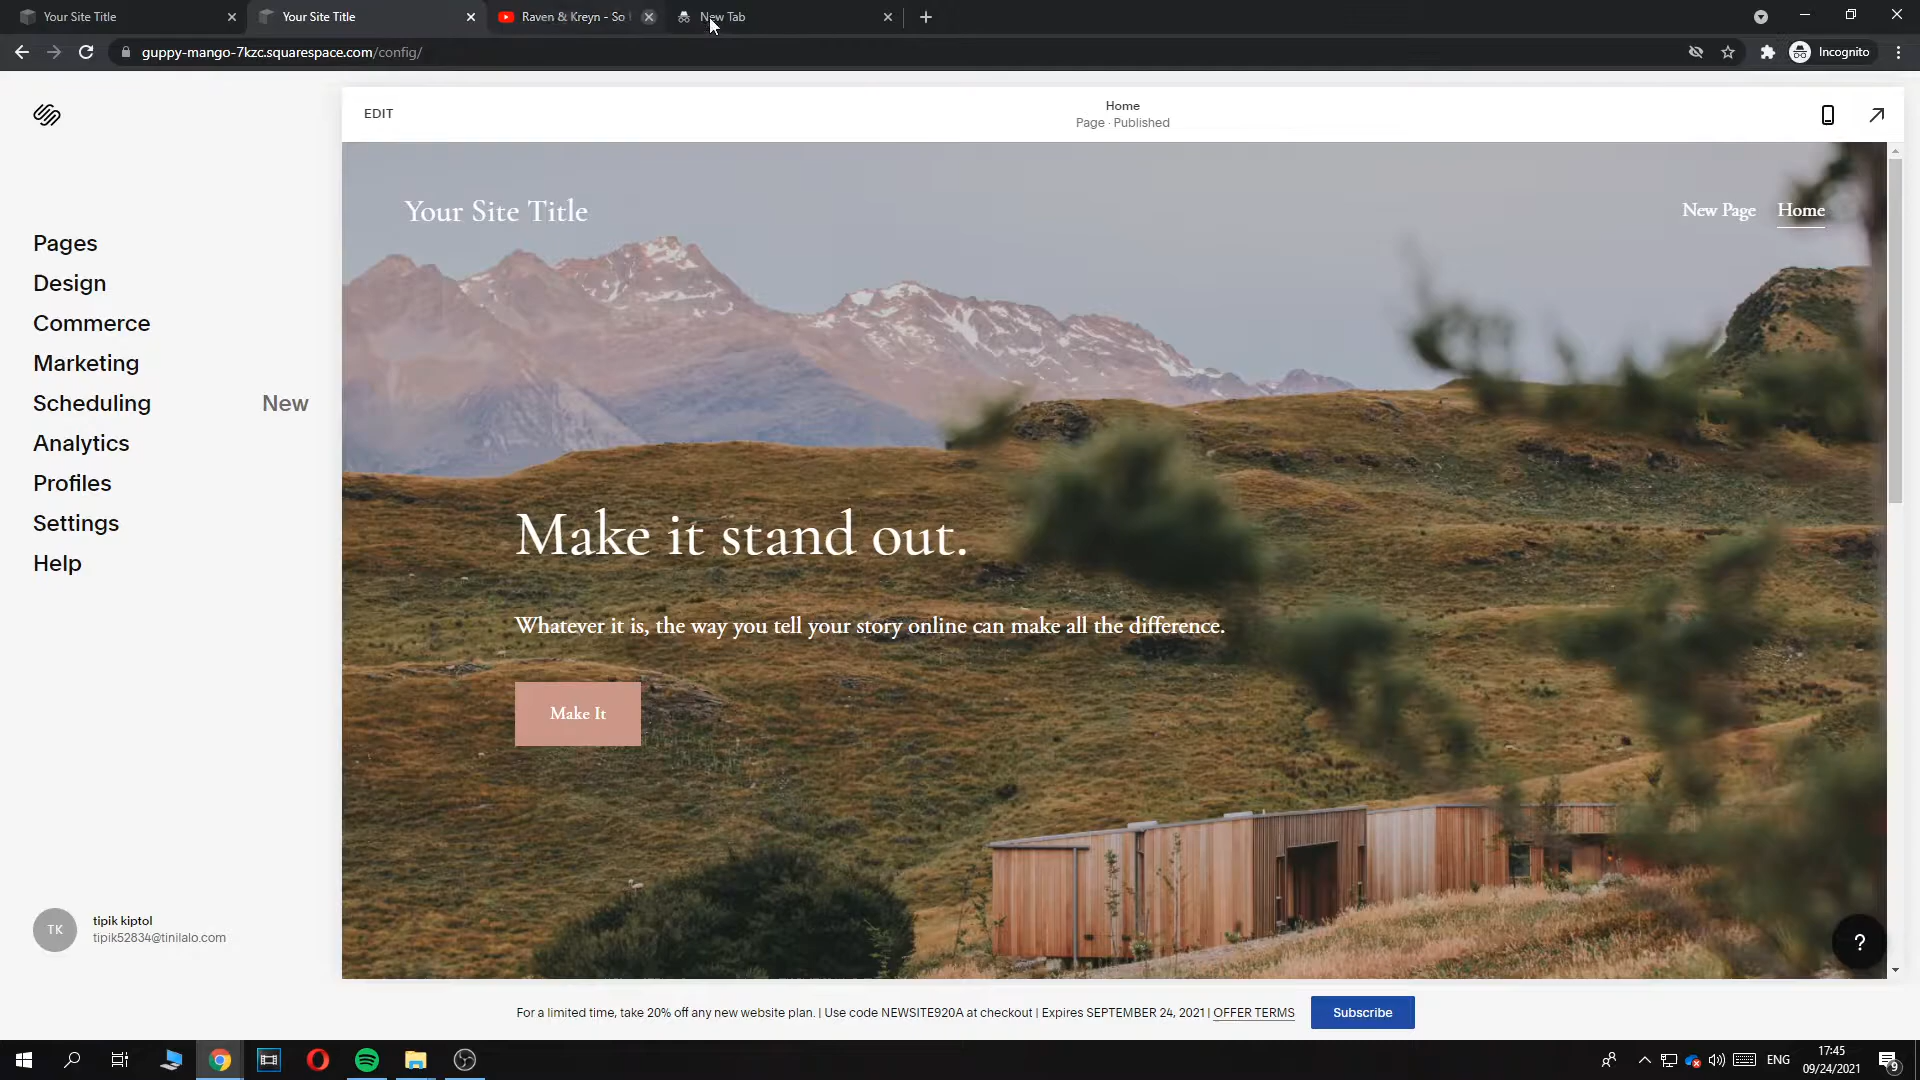 Your Site Title
Your Site Title
Raven & Kreyn - So
New Tab
guppy-mango-7kzc.squarespace.com/config/
Incognito
EDIT
Home
Page · Published
Your Site Title
New Page
Home
Pages
Design
Commerce
Marketing
Scheduling New
Analytics
Profiles
Settings
Help
Make it stand out.
Whatever it is, the way you tell your story online can make all the difference.
Make It
TK
tipik kiptol
tipik52834@tinilalo.com
?
For a limited time, take 20% off any new website plan. | Use code NEWSITE920A at checkout | Expires SEPTEMBER 24, 2021 | OFFER TERMS
Subscribe
ENG
17:45
09/24/2021
9